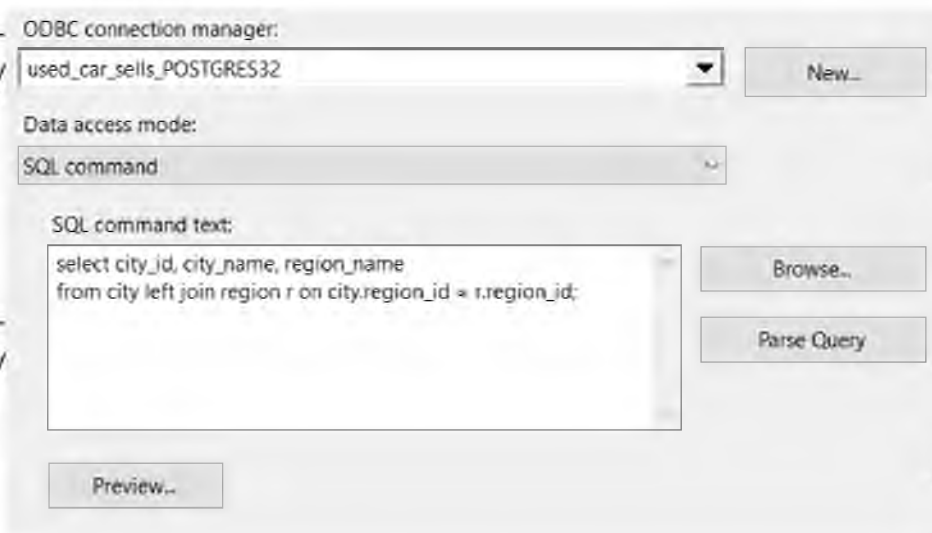 ODBC connection manager:
used_car_sells_POSTGRES32
New...
Data access mode:
SQL command
SQL command text:
select city_id, city_name, region_name
from city left join region r on city.region_id = r.region_id;
Browse...
Parse Query
Preview...